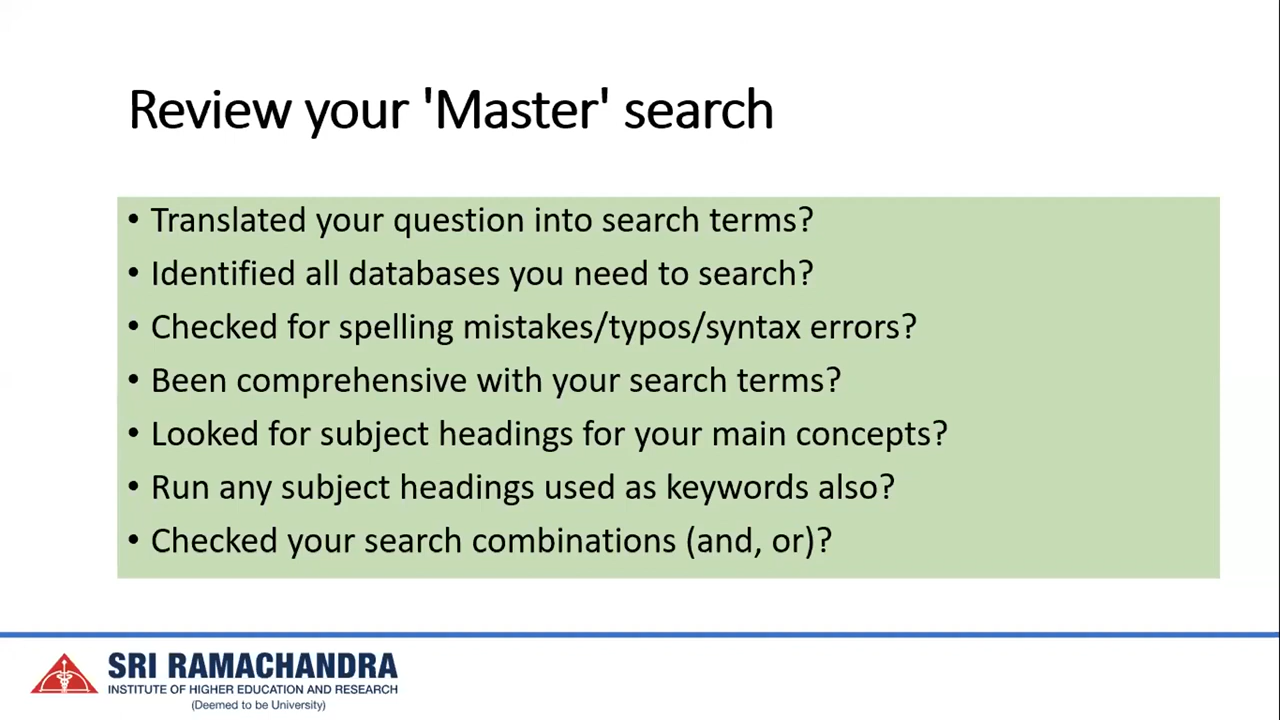 Review your 'Master' search
• Translated your question into search terms?
• Identified all databases you need to search?
• Checked for spelling mistakes/typos/syntax errors?
• Been comprehensive with your search terms?
• Looked for subject headings for your main concepts?
• Run any subject headings used as keywords also?
• Checked your search combinations (and, or)?
SRI RAMACHANDRA
INSTITUTE OF HIGHER EDUCATION AND RESEARCH
(Deemed to be University)